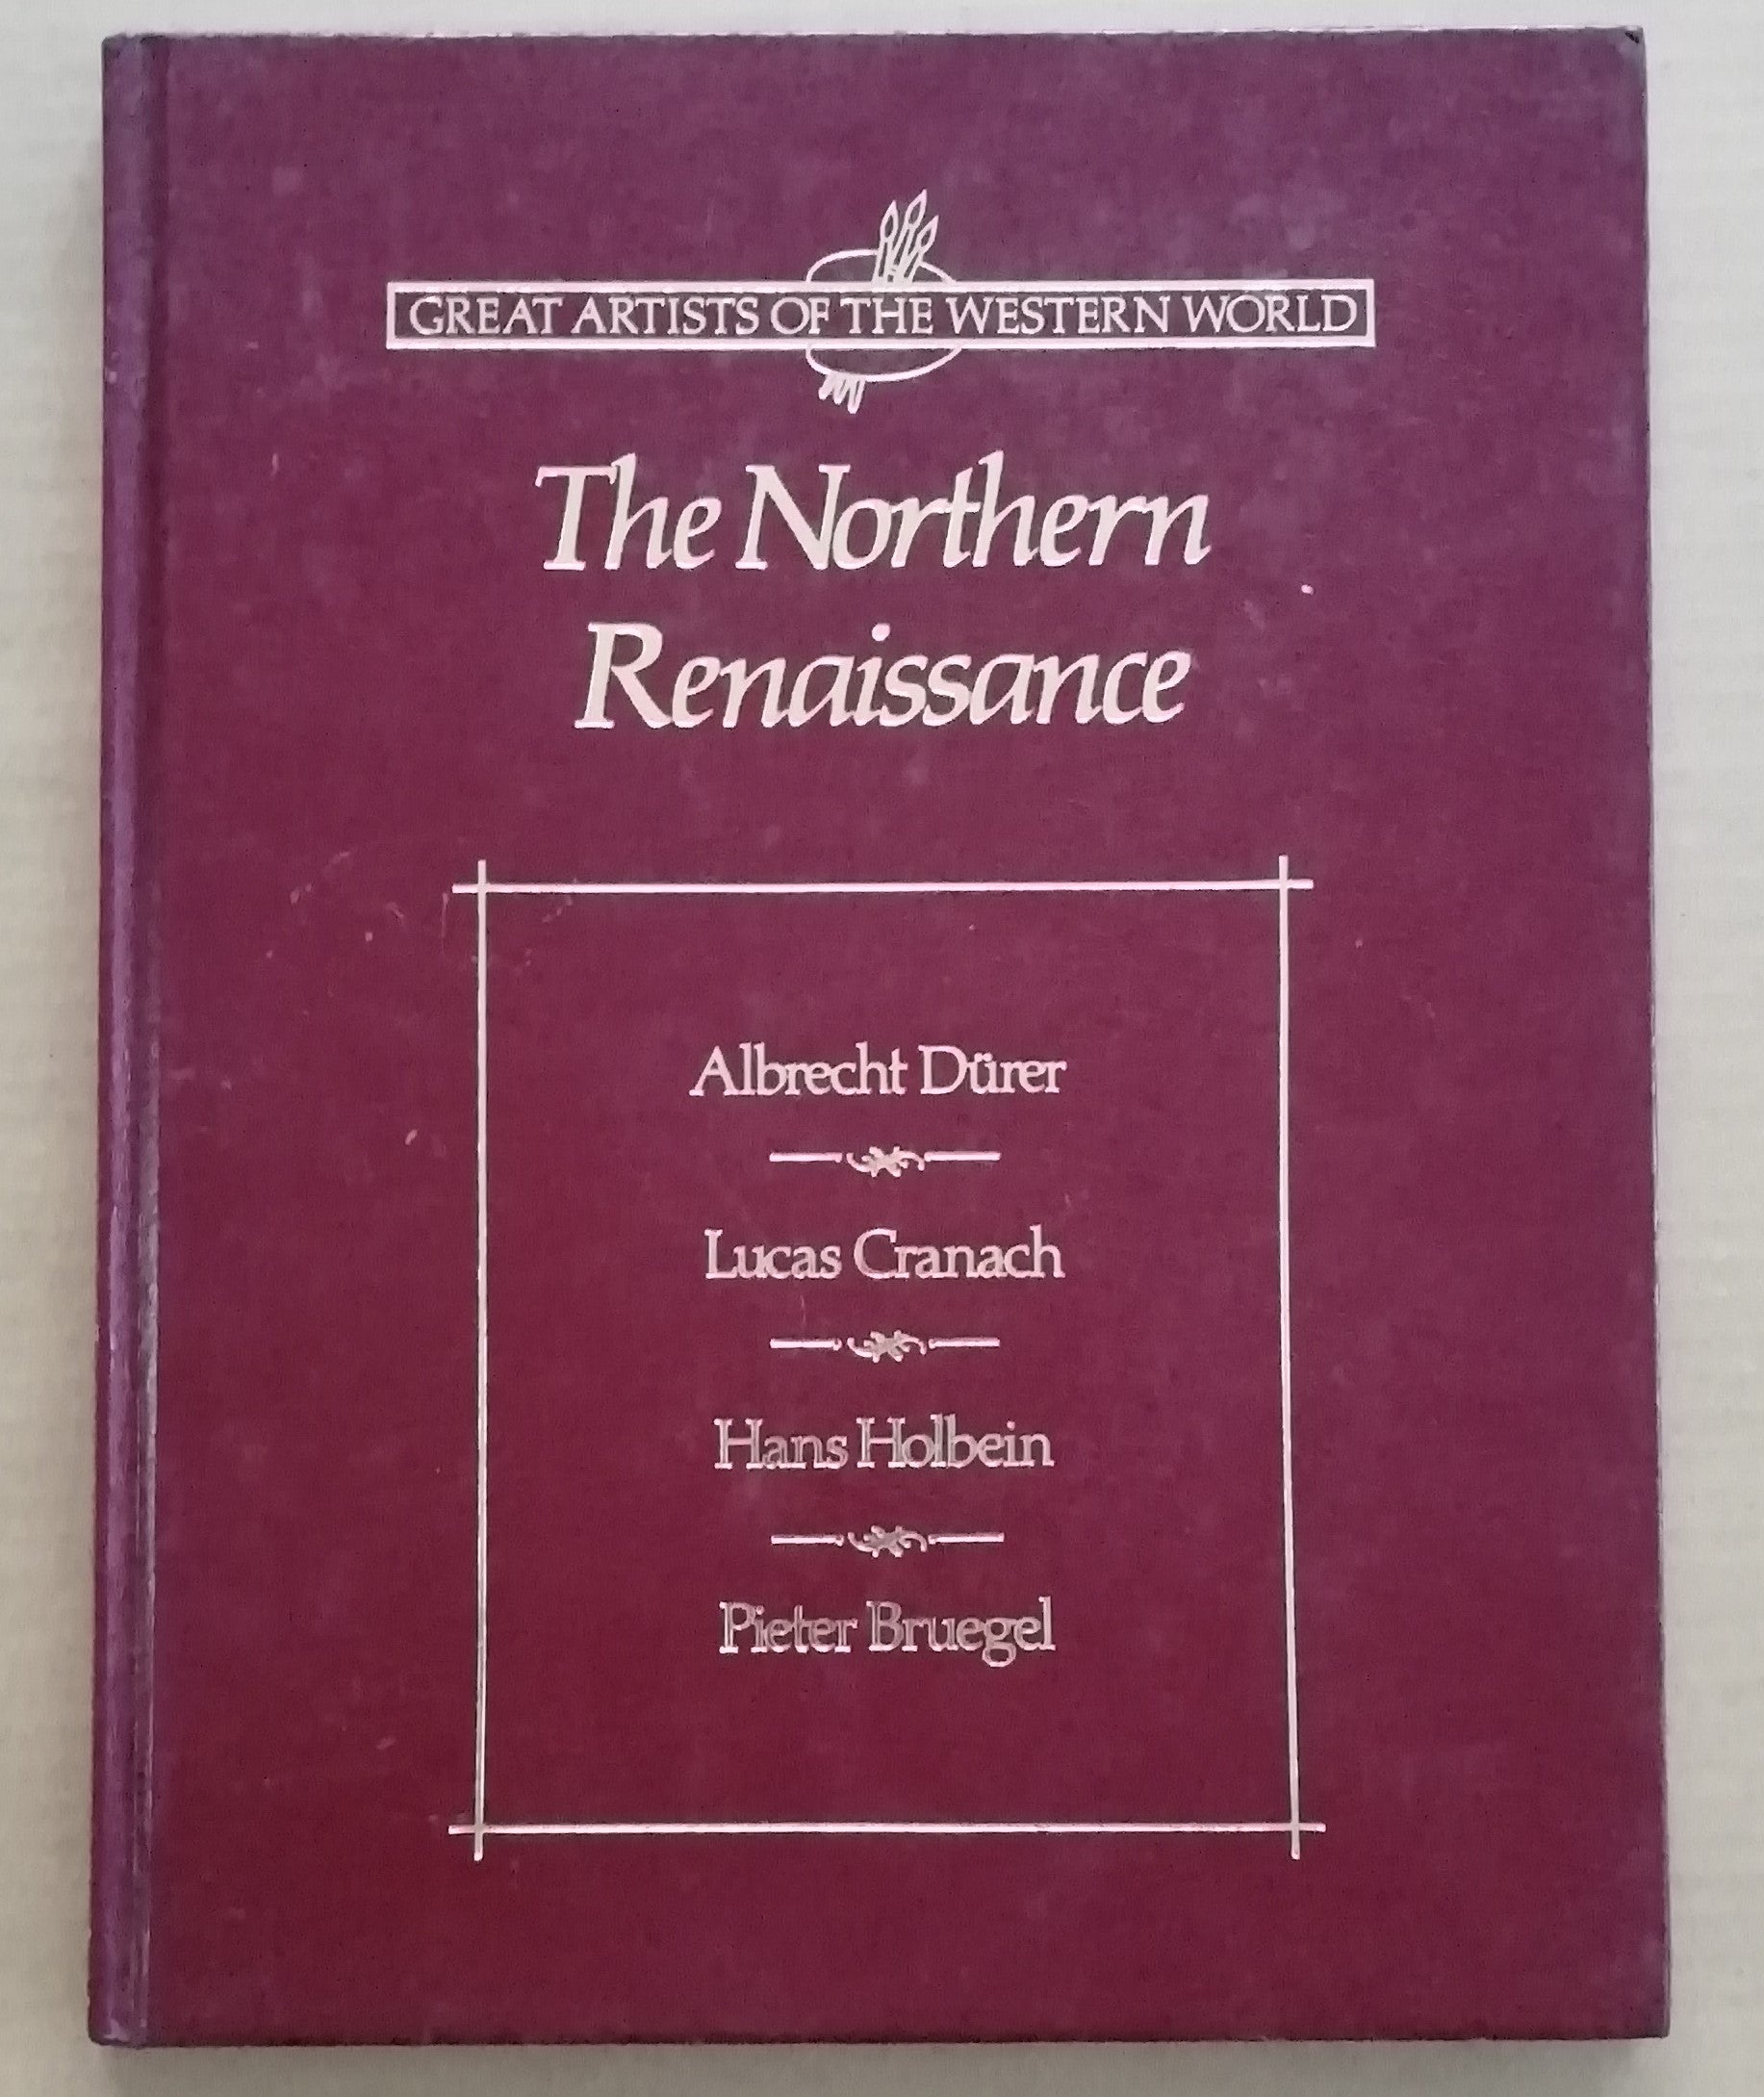 GREAT ARTISTS OF THE WESTERN WORLD
The Northern
Renaissance
Albrecht Dürer
Lucas Cranach
Hans Holbein
Pieter Bruegel